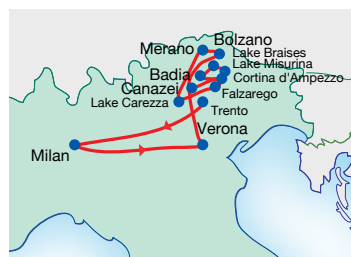 Bolzano
Merano
Lake Braises
Lake Misurina
Badia
Cortina d'Ampezzo
Canazei
Falzarego
Lake Carezza
Trento
Verona
Milan